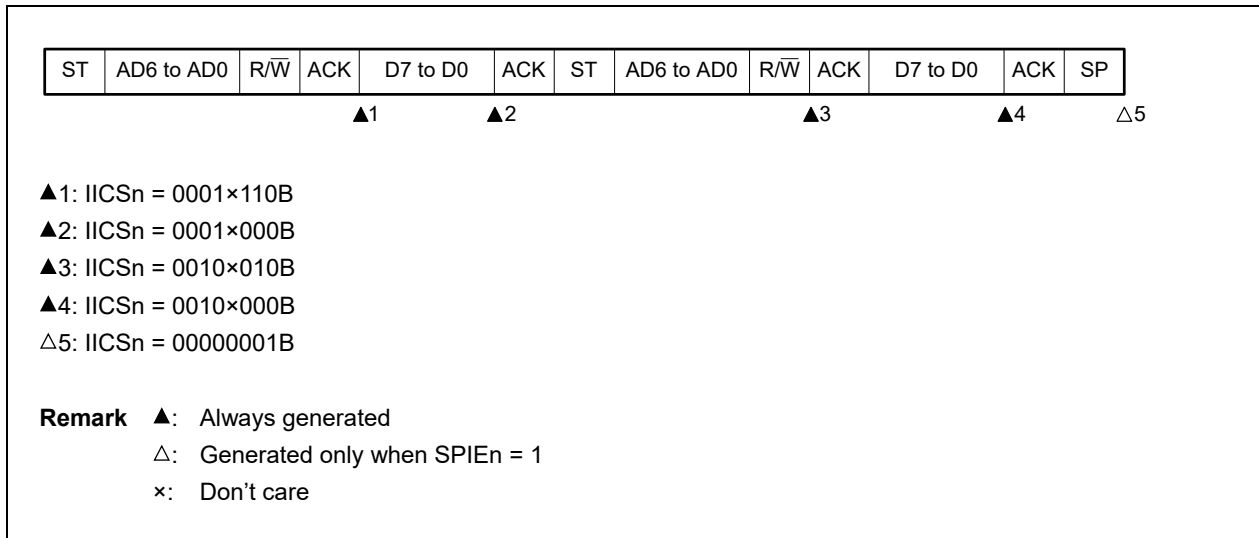 ST AD6 to AD0 R/W̅ ACK D7 to D0 ACK ST AD6 to AD0 R/W̅ ACK D7 to D0 ACK SP
▲1 ▲2 ▲3 ▲4 △5
▲1: IICSn = 0001×110B
▲2: IICSn = 0001×000B
▲3: IICSn = 0010×010B
▲4: IICSn = 0010×000B
△5: IICSn = 00000001B
Remark ▲: Always generated
△: Generated only when SPIEn = 1
×: Don't care